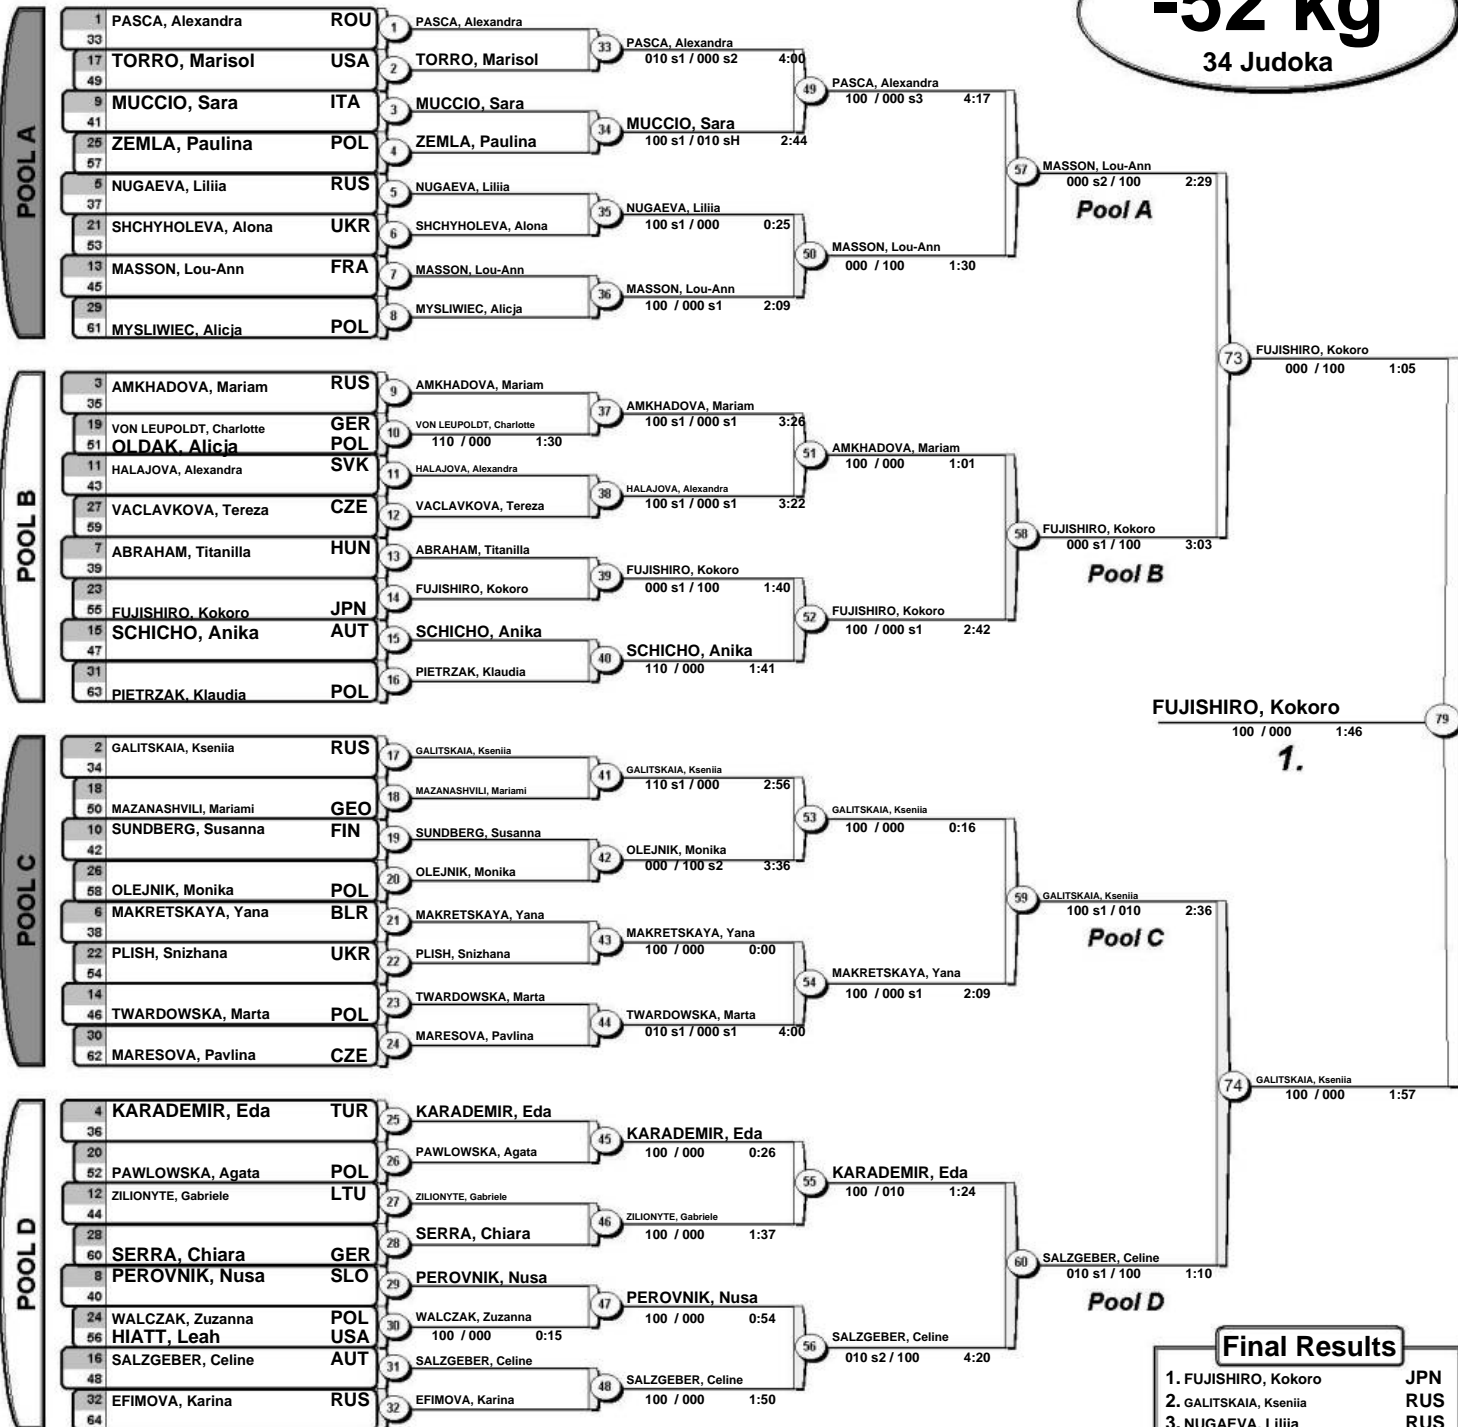 -52 kg
34 Judoka
POOL A
1 PASCA, Alexandra ROU
33
17 TORRO, Marisol USA
49
9 MUCCIO, Sara ITA
41
25 ZEMLA, Paulina POL
57
5 NUGAEVA, Liliia RUS
37
21 SHCHYHOLEVA, Alona UKR
53
13 MASSON, Lou-Ann FRA
45
29
61 MYSLIWIEC, Alicja POL
1 PASCA, Alexandra
2 TORRO, Marisol
3 MUCCIO, Sara
4 ZEMLA, Paulina
5 NUGAEVA, Liliia
6 SHCHYHOLEVA, Alona
7 MASSON, Lou-Ann
8 MYSLIWIEC, Alicja
33 PASCA, Alexandra
010 s1 / 000 s2 4:00
34 MUCCIO, Sara
100 s1 / 010 sH 2:44
35 NUGAEVA, Liliia
100 s1 / 000 0:25
36 MASSON, Lou-Ann
100 / 000 s1 2:09
49 PASCA, Alexandra
100 / 000 s3 4:17
50 MASSON, Lou-Ann
000 / 100 1:30
57 MASSON, Lou-Ann
000 s2 / 100 2:29
Pool A
POOL B
3 AMKHADOVA, Mariam RUS
35
19 VON LEUPOLDT, Charlotte GER
51 OLDAK, Alicja POL
11 HALAJOVA, Alexandra SVK
43
27 VACLAVKOVA, Tereza CZE
59
7 ABRAHAM, Titanilla HUN
39
23
55 FUJISHIRO, Kokoro JPN
15 SCHICHO, Anika AUT
47
31
63 PIETRZAK, Klaudia POL
9 AMKHADOVA, Mariam
10 VON LEUPOLDT, Charlotte
110 / 000 1:30
11 HALAJOVA, Alexandra
12 VACLAVKOVA, Tereza
13 ABRAHAM, Titanilla
14 FUJISHIRO, Kokoro
15 SCHICHO, Anika
16 PIETRZAK, Klaudia
37 AMKHADOVA, Mariam
100 s1 / 000 s1 3:26
38 HALAJOVA, Alexandra
100 s1 / 000 s1 3:22
39 FUJISHIRO, Kokoro
000 s1 / 100 1:40
40 SCHICHO, Anika
110 / 000 1:41
51 AMKHADOVA, Mariam
100 / 000 1:01
52 FUJISHIRO, Kokoro
100 / 000 s1 2:42
58 FUJISHIRO, Kokoro
000 s1 / 100 3:03
Pool B
73 FUJISHIRO, Kokoro
000 / 100 1:05
FUJISHIRO, Kokoro 79
100 / 000 1:46
1.
POOL C
2 GALITSKAIA, Kseniia RUS
34
18
50 MAZANASHVILI, Mariami GEO
10 SUNDBERG, Susanna FIN
42
26
58 OLEJNIK, Monika POL
6 MAKRETSKAYA, Yana BLR
38
22 PLISH, Snizhana UKR
54
14
46 TWARDOWSKA, Marta POL
30
62 MARESOVA, Pavlina CZE
17 GALITSKAIA, Kseniia
18 MAZANASHVILI, Mariami
19 SUNDBERG, Susanna
20 OLEJNIK, Monika
21 MAKRETSKAYA, Yana
22 PLISH, Snizhana
23 TWARDOWSKA, Marta
24 MARESOVA, Pavlina
41 GALITSKAIA, Kseniia
110 s1 / 000 2:56
42 OLEJNIK, Monika
000 / 100 s2 3:36
43 MAKRETSKAYA, Yana
100 / 000 0:00
44 TWARDOWSKA, Marta
010 s1 / 000 s1 4:00
53 GALITSKAIA, Kseniia
100 / 000 0:16
54 MAKRETSKAYA, Yana
100 / 000 s1 2:09
59 GALITSKAIA, Kseniia
100 s1 / 010 2:36
Pool C
74 GALITSKAIA, Kseniia
100 / 000 1:57
POOL D
4 KARADEMIR, Eda TUR
36
20
52 PAWLOWSKA, Agata POL
12 ZILIONYTE, Gabriele LTU
44
28
60 SERRA, Chiara GER
8 PEROVNIK, Nusa SLO
40
24 WALCZAK, Zuzanna POL
56 HIATT, Leah USA
16 SALZGEBER, Celine AUT
48
32 EFIMOVA, Karina RUS
64
25 KARADEMIR, Eda
26 PAWLOWSKA, Agata
27 ZILIONYTE, Gabriele
28 SERRA, Chiara
29 PEROVNIK, Nusa
30 WALCZAK, Zuzanna
100 / 000 0:15
31 SALZGEBER, Celine
32 EFIMOVA, Karina
45 KARADEMIR, Eda
100 / 000 0:26
46 ZILIONYTE, Gabriele
100 / 000 1:37
47 PEROVNIK, Nusa
100 / 000 0:54
48 SALZGEBER, Celine
100 / 000 1:50
55 KARADEMIR, Eda
100 / 010 1:24
56 SALZGEBER, Celine
010 s2 / 100 4:20
60 SALZGEBER, Celine
010 s1 / 100 1:10
Pool D
Final Results
1. FUJISHIRO, Kokoro JPN
2. GALITSKAIA, Kseniia RUS
3. NUGAEVA, Liliia RUS